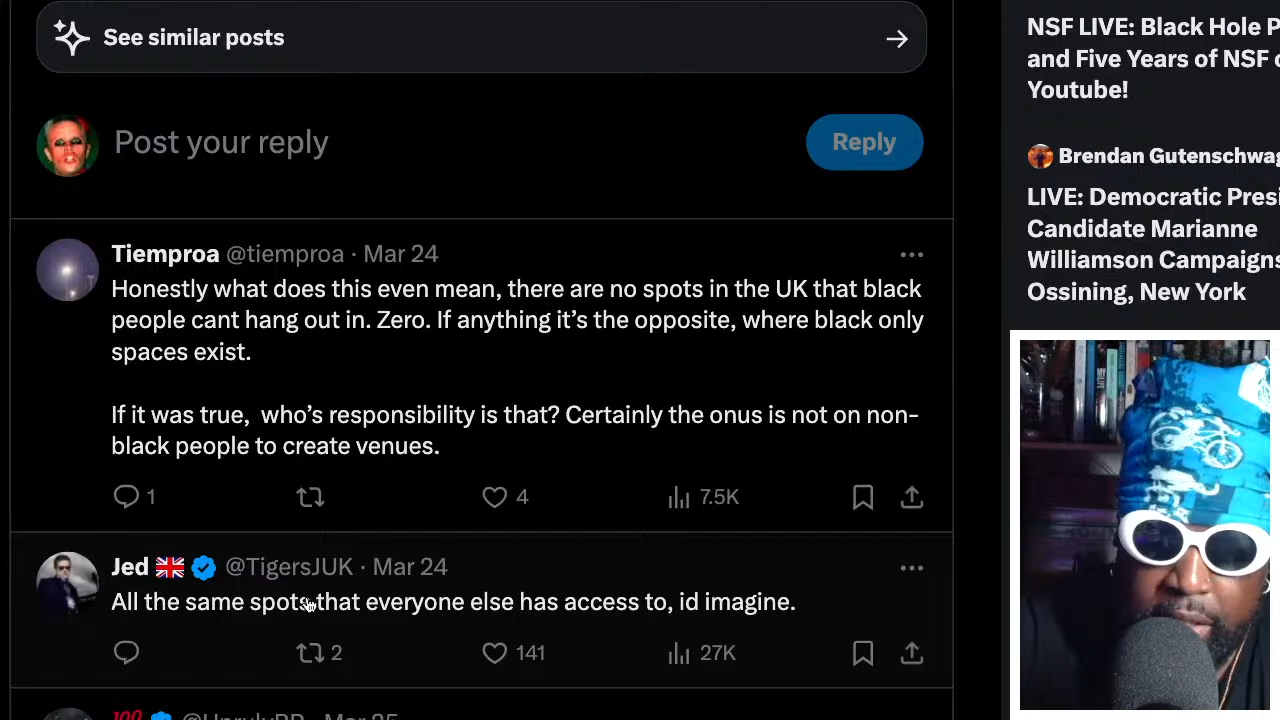 See similar posts
Post your reply
Reply
Tiemproa @tiemproa · Mar 24
Honestly what does this even mean, there are no spots in the UK that black
people cant hang out in. Zero. If anything it’s the opposite, where black only
spaces exist.
If it was true,  who’s responsibility is that? Certainly the onus is not on non-
black people to create venues.
1
4
7.5K
Jed 🇬🇧 @TigersJUK · Mar 24
All the same spots that everyone else has access to, id imagine.
2
141
27K
NSF LIVE: Black Hole P
and Five Years of NSF o
Youtube!
Brendan Gutenschwag
LIVE: Democratic Presi
Candidate Marianne
Williamson Campaigns
Ossining, New York